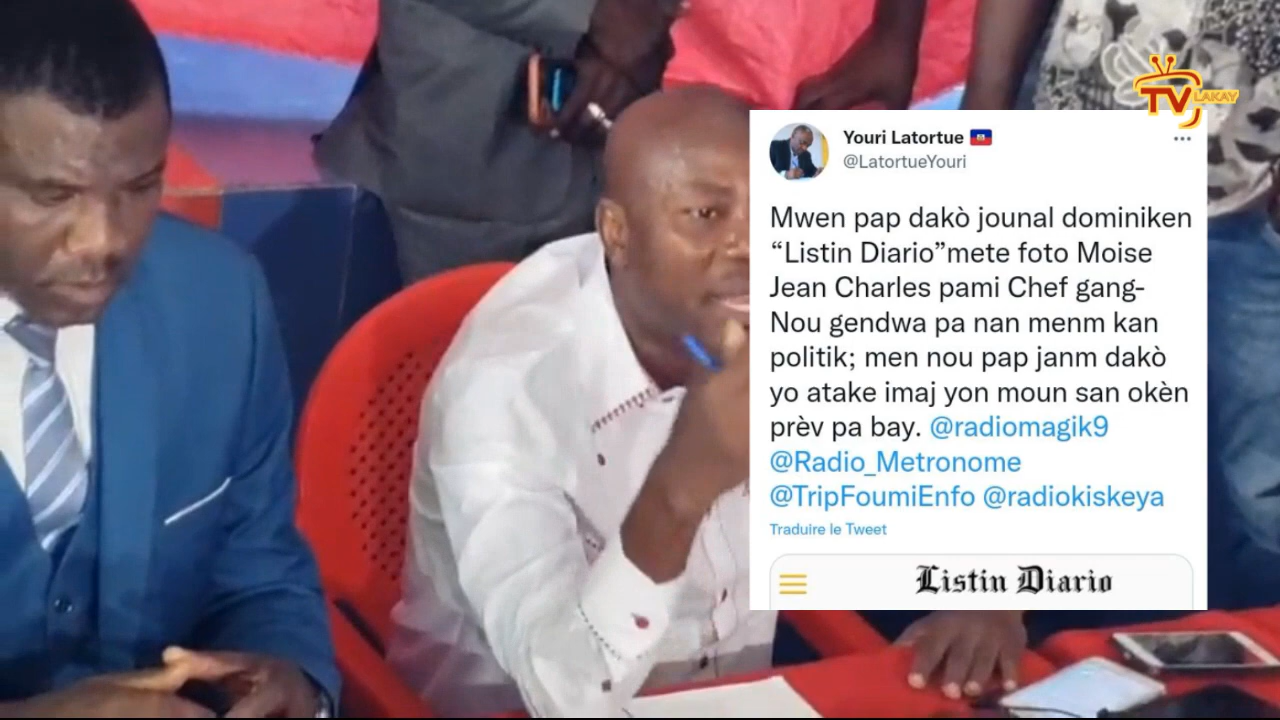 TV LAKAY
Youri Latortue
@LatortueYouri
Mwen pap dakò jounal dominiken
“Listin Diario”mete foto Moise
Jean Charles pami Chef gang-
Nou gendwa pa nan menm kan
politik; men nou pap janm dakò
yo atake imaj yon moun san okèn
prèv pa bay. @radiomagik9
@Radio_Metronome
@TripFoumiEnfo @radiokiskeya
Traduire le Tweet
Listin Diario